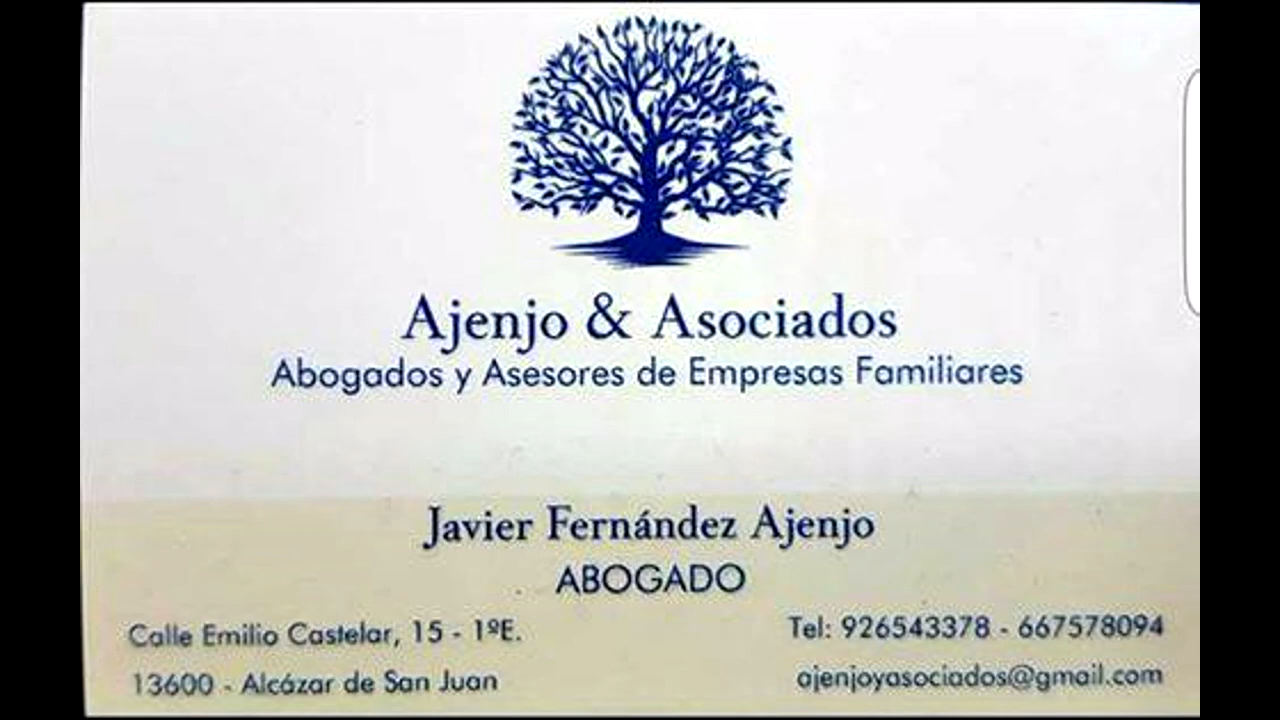 Ajenjo & Asociados
Abogados y Asesores de Empresas Familiares
Javier Fernández Ajenjo
ABOGADO
Calle Emilio Castelar, 15 - 1ºE.
Tel: 926543378 - 667578094
13600 - Alcázar de San Juan
ajenjoyasociados@gmail.com